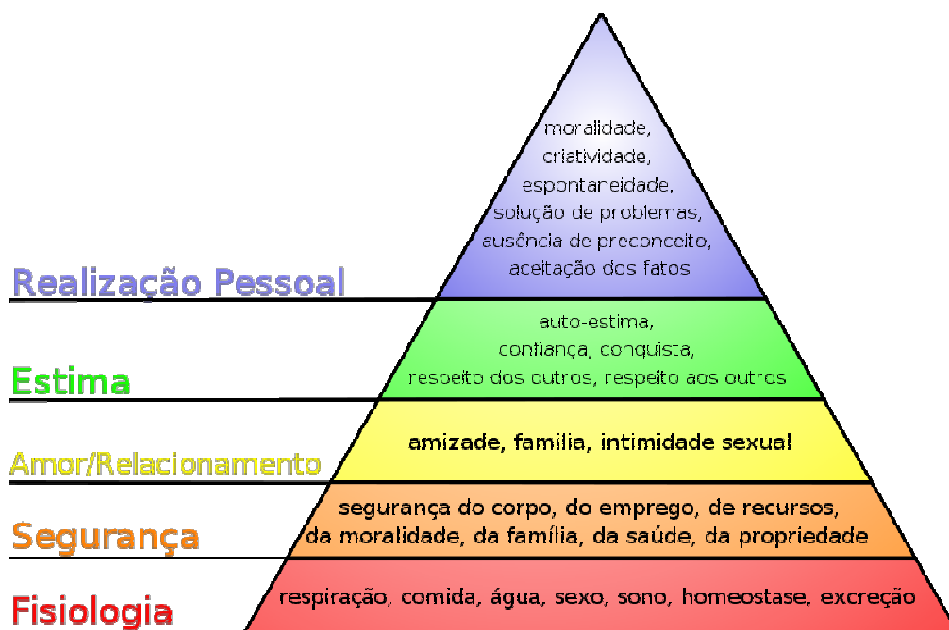 moralidade,
criatividade,
espontaneidade,
solução de problemas,
ausência de preconceito,
aceitação dos fatos
Realização Pessoal
auto-estima,
confiança, conquista,
respeito dos outros, respeito aos outros
Estima
amizade, família, intimidade sexual
Amor/Relacionamento
segurança do corpo, do emprego, de recursos,
da moralidade, da família, da saúde, da propriedade
Segurança
respiração, comida, água, sexo, sono, homeostase, excreção
Fisiologia